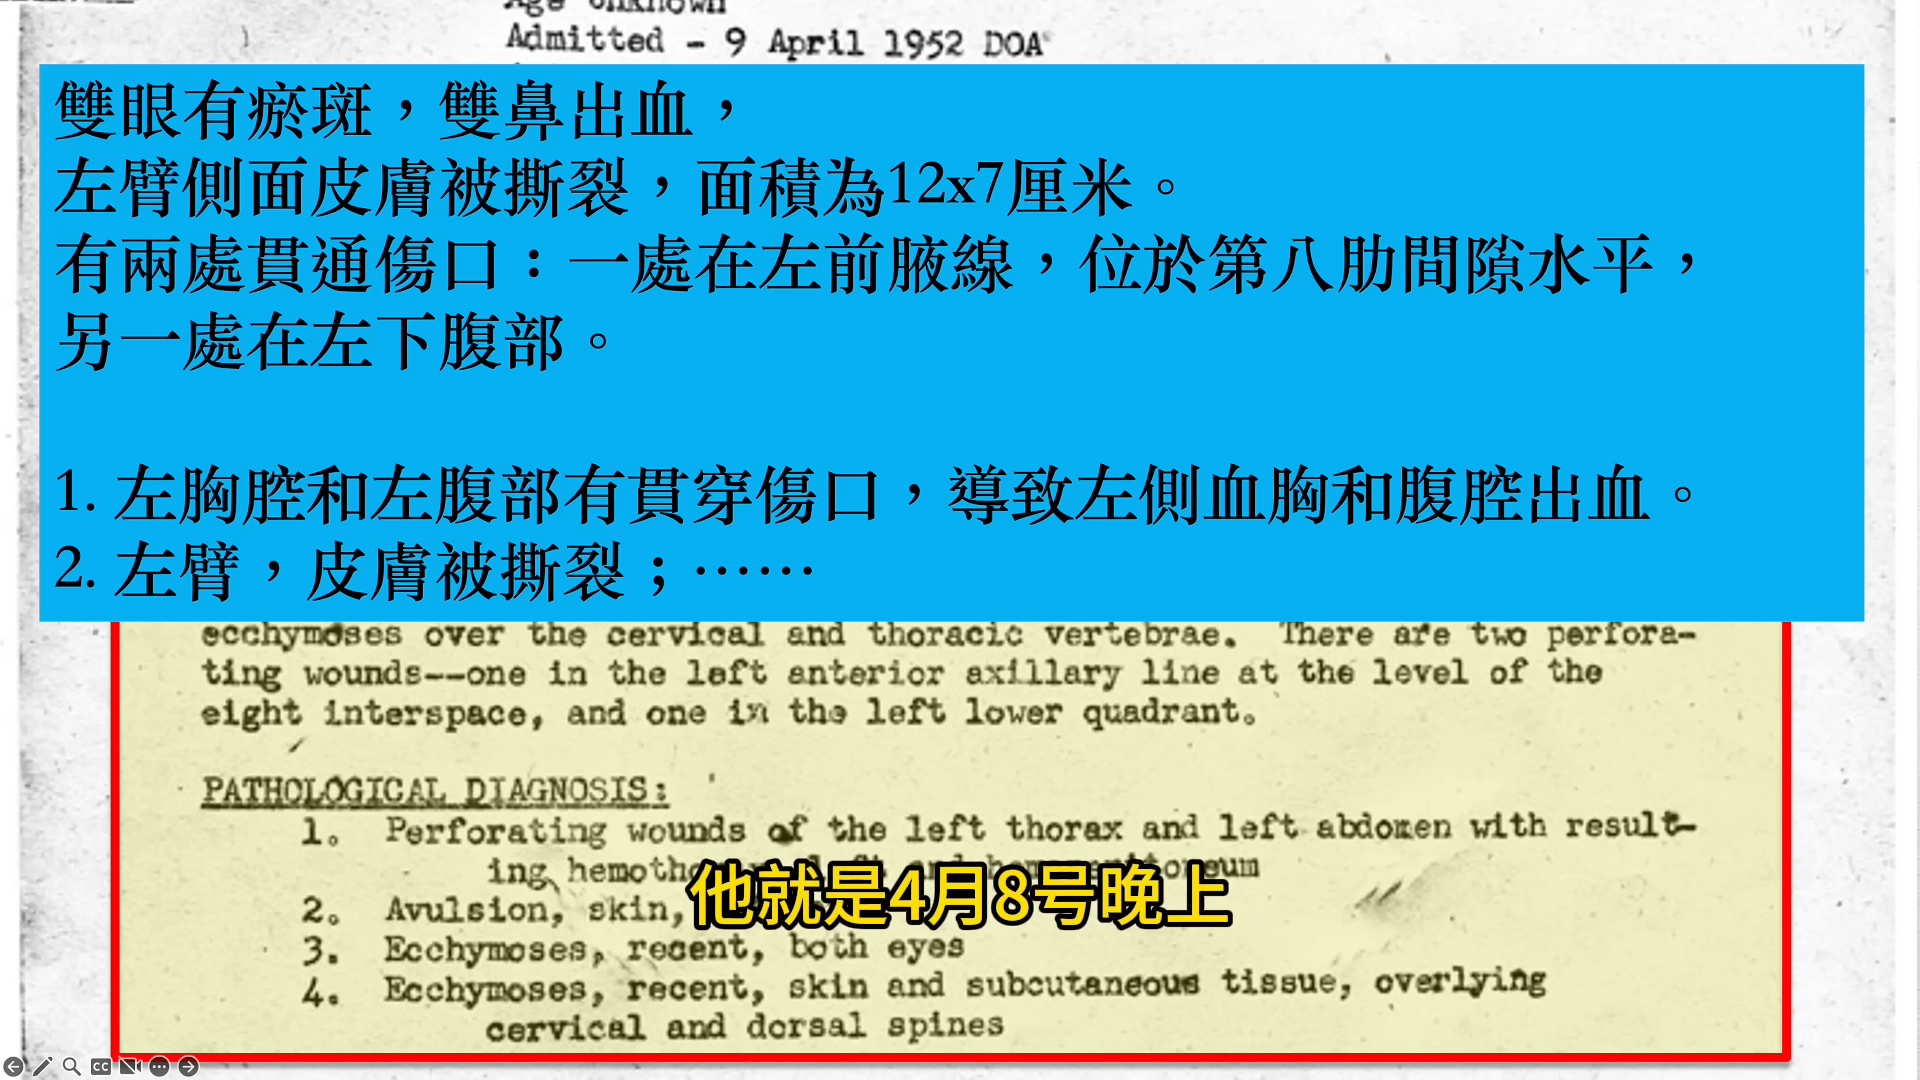 Age unknown
Admitted - 9 April 1952 DOA
雙眼有瘀斑，雙鼻出血，
左臂側面皮膚被撕裂，面積為12x7厘米。
有兩處貫通傷口：一處在左前腋線，位於第八肋間隙水平，
另一處在左下腹部。
1. 左胸腔和左腹部有貫穿傷口，導致左側血胸和腹腔出血。
2. 左臂，皮膚被撕裂；⋯⋯
ecchymoses over the cervical and thoracic vertebrae. There are two perfora-
ting wounds--one in the left anterior axillary line at the level of the
eight interspace, and one in the left lower quadrant.
PATHOLOGICAL DIAGNOSIS:
1. Perforating wounds of the left thorax and left abdomen with result-
ing
2. Avulsion, skin,
他就是4月8号晚上
3. Ecchymoses, recent, both eyes
4. Ecchymoses, recent, skin and subcutaneous tissue, overlying
cervical and dorsal spines
CC